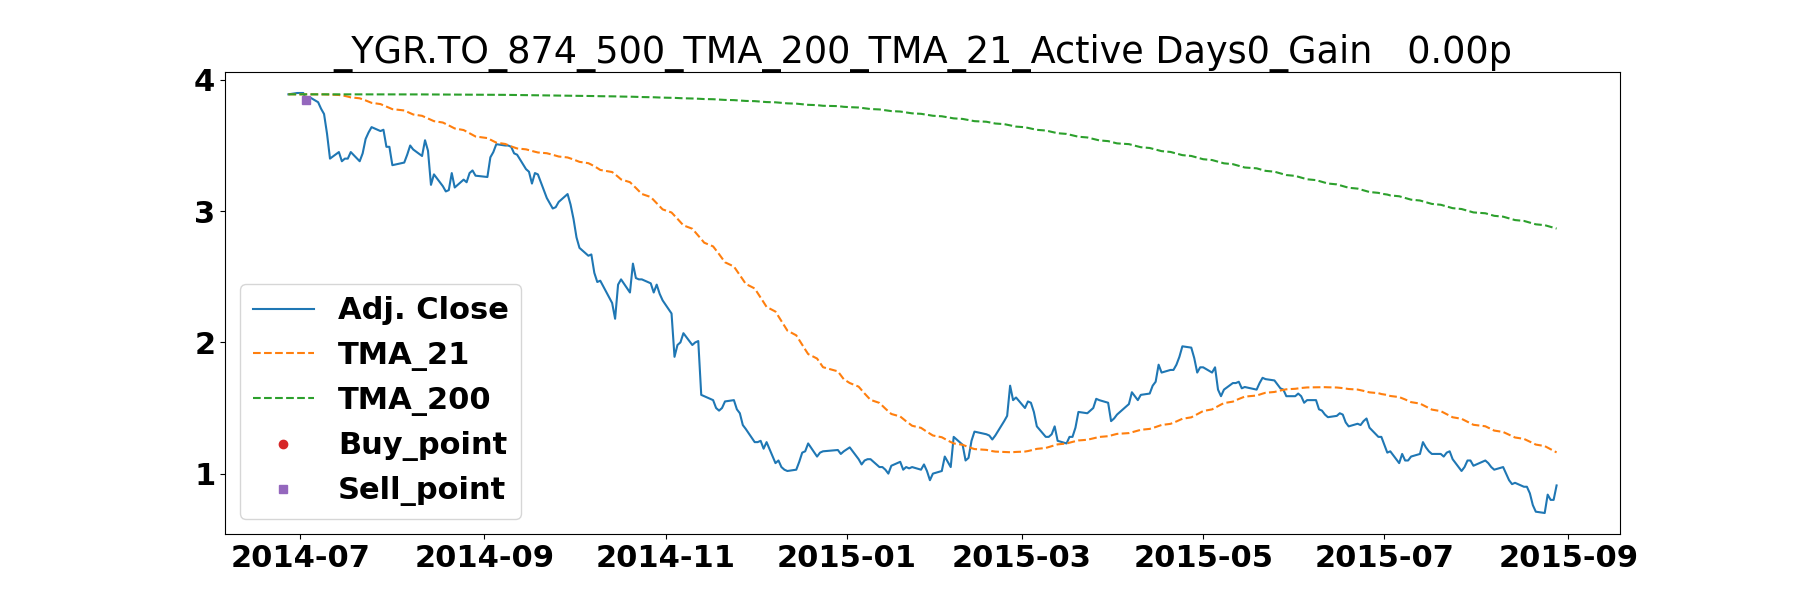 _YGR.TO_874_500_TMA_200_TMA_21_Active Days0_Gain   0.00p
4
3
2
1
Adj. Close
TMA_21
TMA_200
Buy_point
Sell_point
2014-07 2014-09 2014-11 2015-01 2015-03 2015-05 2015-07 2015-09